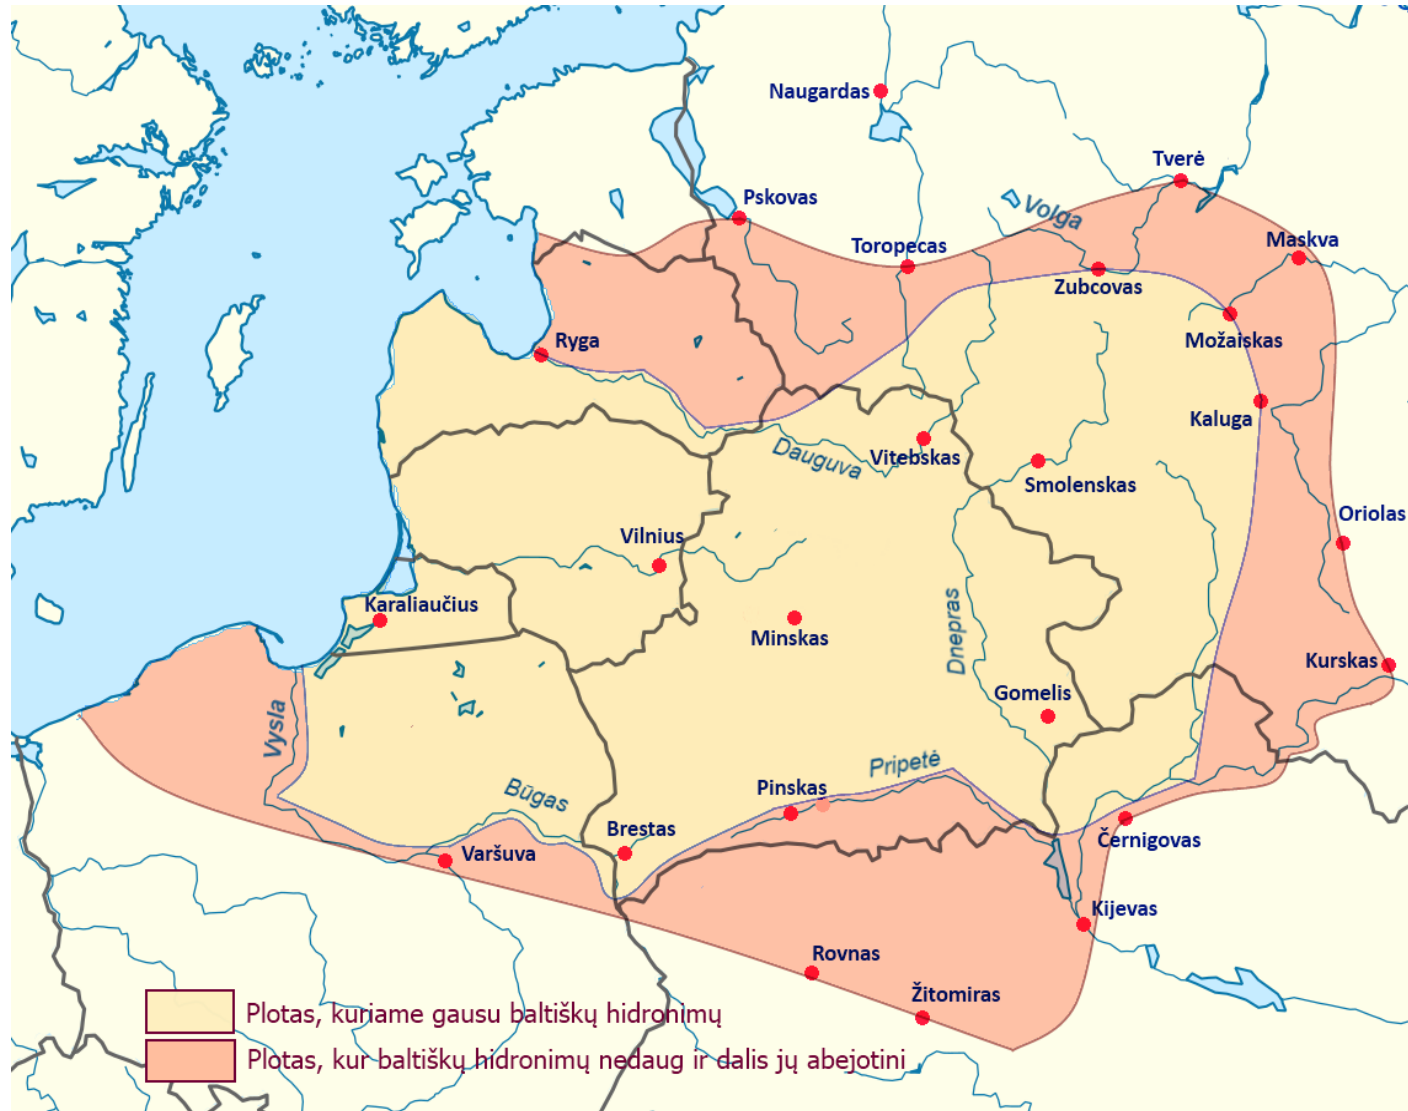 Naugardas
Tverė
Pskovas
Volga
Toropecas
Maskva
Zubcovas
Ryga
Možaiskas
Kaluga
Dauguva
Vitebskas
Smolenskas
Oriolas
Vilnius
Karaliaučius
Minskas
Dnepras
Kurskas
Gomelis
Vysla
Pripetė
Būgas
Pinskas
Brestas
Černigovas
Varšuva
Kijevas
Rovnas
Žitomiras
Plotas, kuriame gausu baltiškų hidronimų
Plotas, kur baltiškų hidronimų nedaug ir dalis jų abejotini